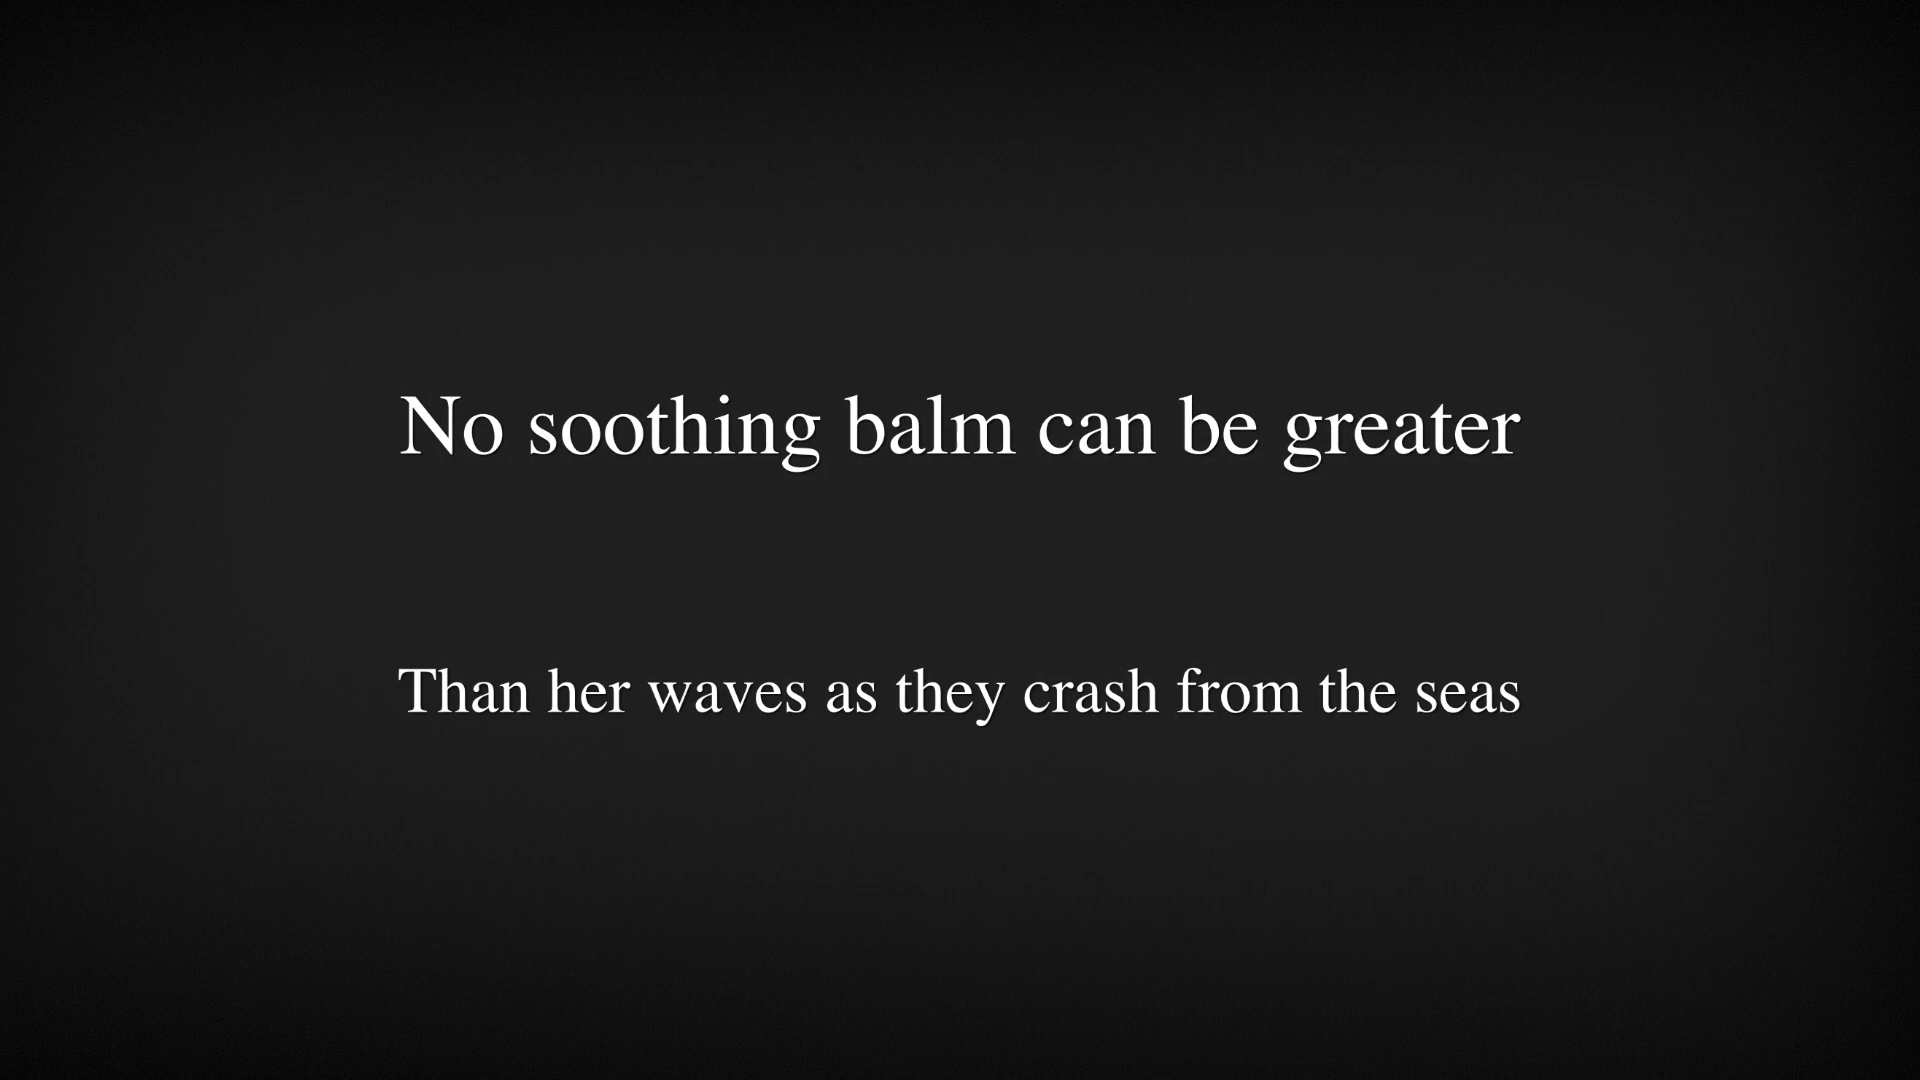 No soothing balm can be greater
Than her waves as they crash from the seas